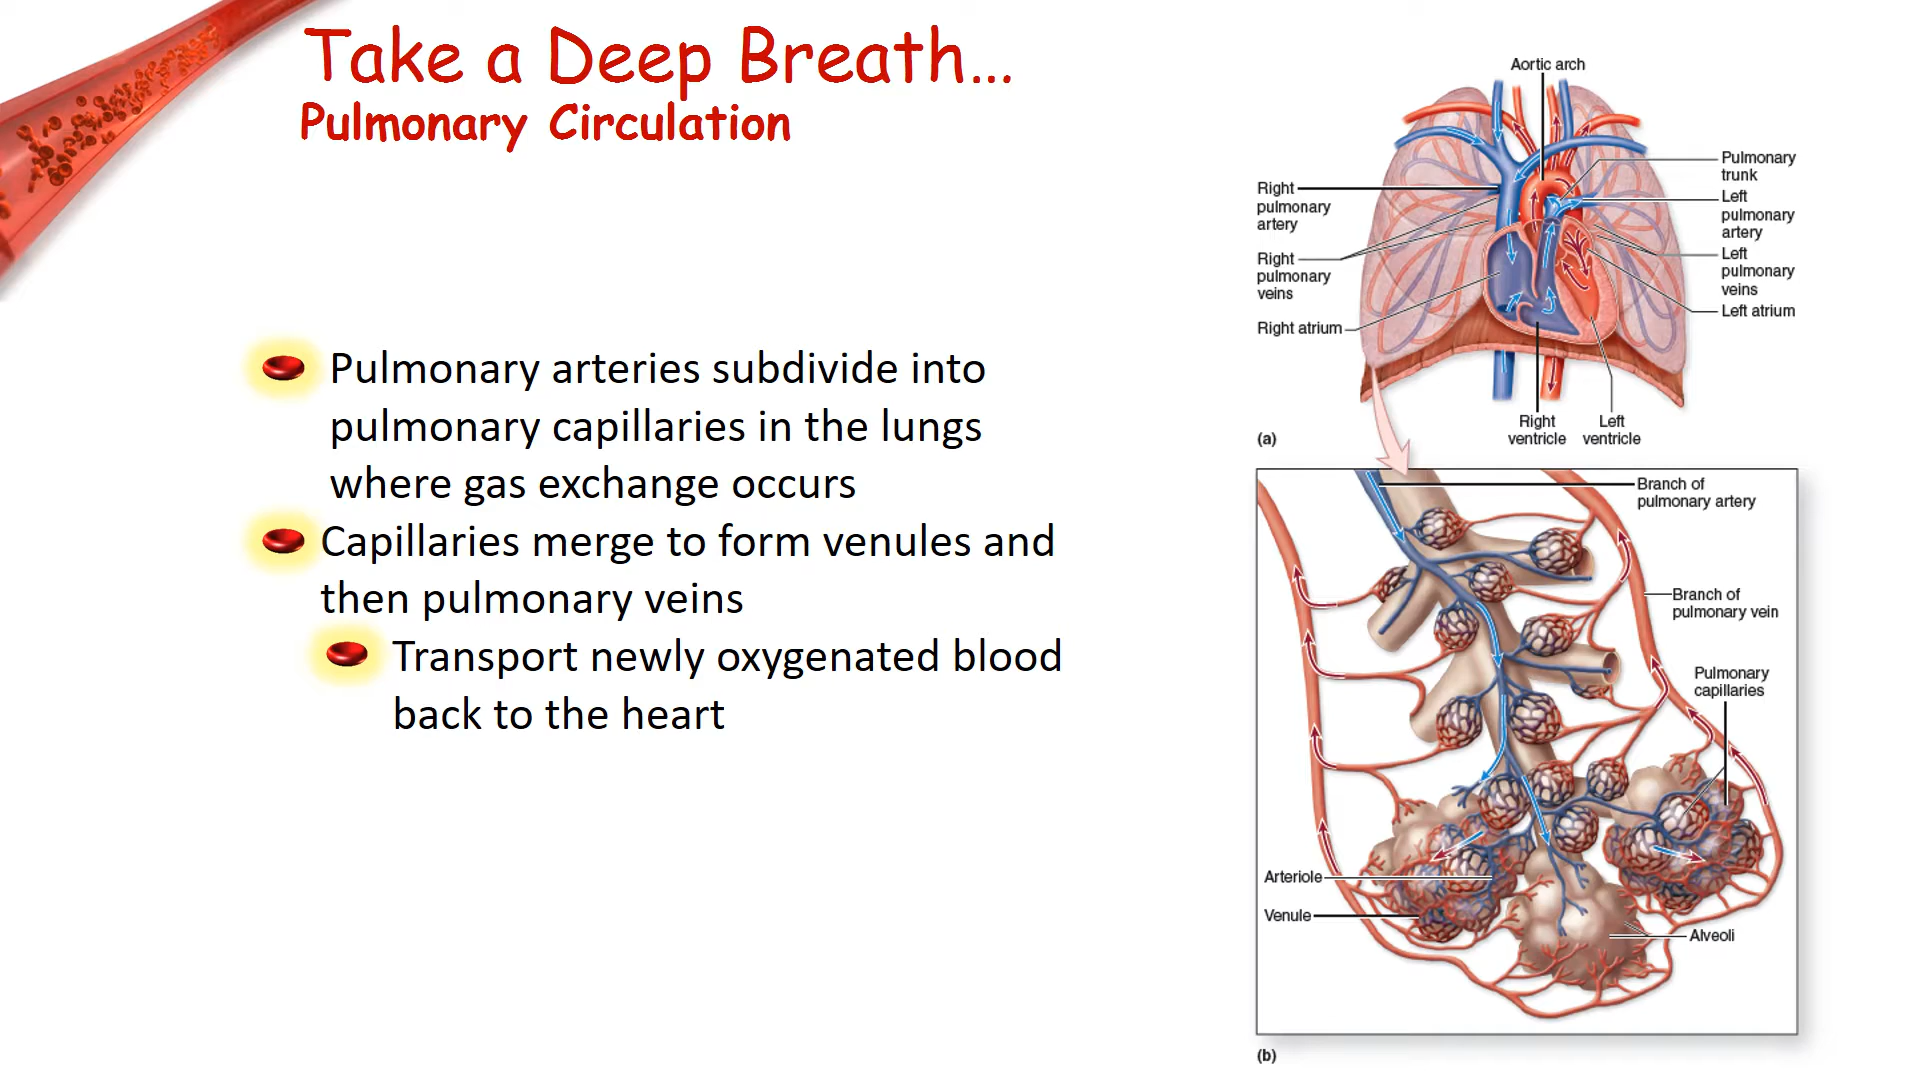 Take a Deep Breath...
Pulmonary Circulation
Pulmonary arteries subdivide into
pulmonary capillaries in the lungs
where gas exchange occurs
Capillaries merge to form venules and
then pulmonary veins
Transport newly oxygenated blood
back to the heart
Aortic arch
Right
pulmonary
artery
Right
pulmonary
veins
Right atrium
Pulmonary
trunk
Left
pulmonary
artery
Left
pulmonary
veins
Left atrium
Right
ventricle
Left
ventricle
(a)
Branch of
pulmonary artery
Branch of
pulmonary vein
Pulmonary
capillaries
Arteriole
Venule
Alveoli
(b)